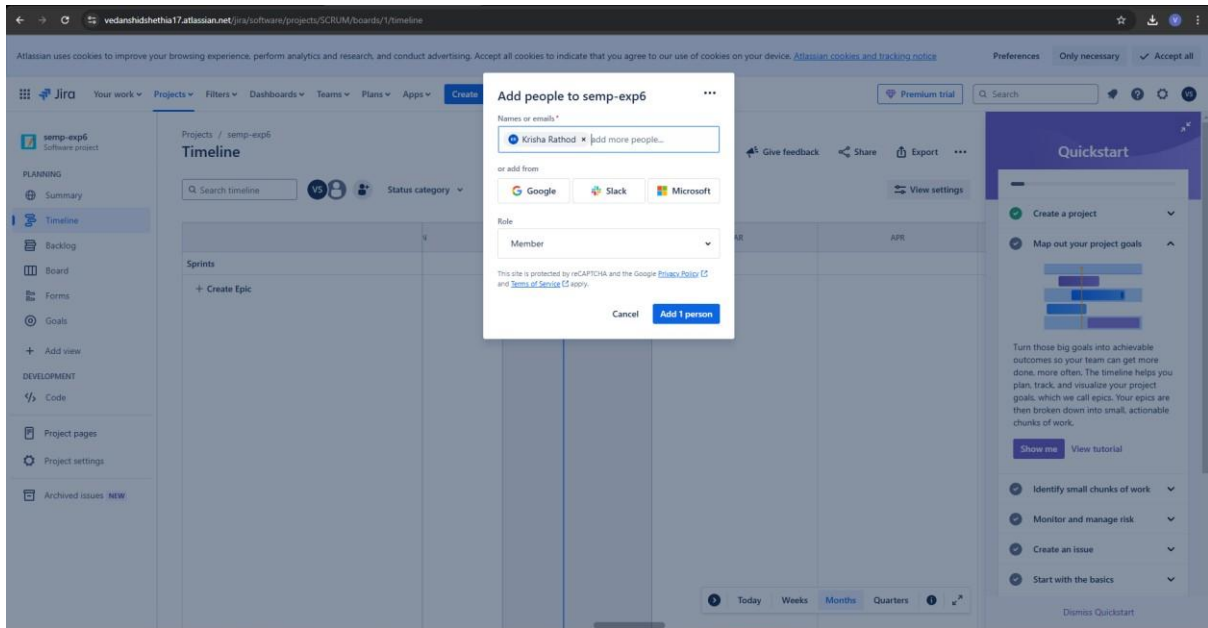 vedanshidshethia17.atlassian.net/jira/software/projects/SCRUM/boards/1/timeline
Atlassian uses cookies to improve your browsing experience, perform analytics and research, and conduct advertising. Accept all cookies to indicate that you agree to our use of cookies on your device. Atlassian cookies and tracking notice
Preferences Only necessary Accept all
Jira Your work Projects Filters Dashboards Teams Plans Apps Create
Premium trial Search VS
semp-exp6
Software project
PLANNING
Summary
Timeline
Backlog
Board
Forms
Goals
Add view
DEVELOPMENT
Code
Project pages
Project settings
Archived issues NEW
Projects / semp-exp6
Timeline
Search timeline VS Status category
Give feedback Share Export
View settings
AR APR
Sprints
+ Create Epic
Add people to semp-exp6
Names or emails *
Krisha Rathod × add more people...
or add from
Google Slack Microsoft
Role
Member
This site is protected by reCAPTCHA and the Google Privacy Policy
and Terms of Service apply.
Cancel Add 1 person
Today Weeks Months Quarters
Quickstart
Create a project
Map out your project goals
Turn those big goals into achievable
outcomes so your team can get more
done, more often. The timeline helps you
plan, track, and visualize your project
goals, which we call epics. Your epics are
then broken down into small, actionable
chunks of work.
Show me View tutorial
Identify small chunks of work
Monitor and manage risk
Create an issue
Start with the basics
Dismiss Quickstart